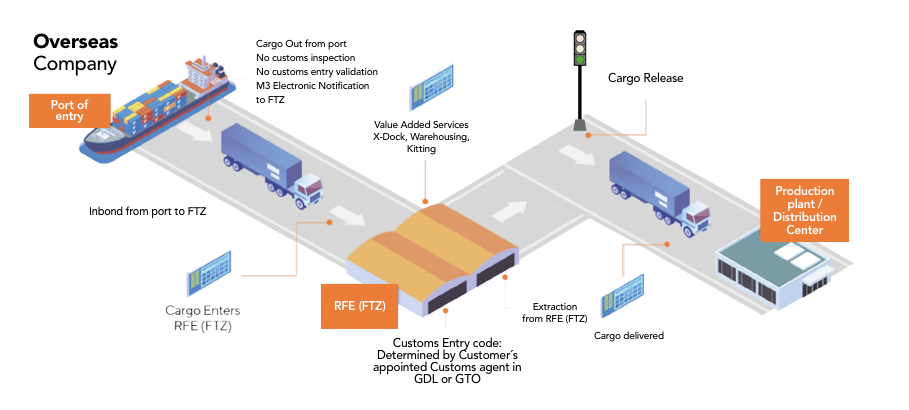 Overseas
Company
Port of
entry
Cargo Out from port
No customs inspection
No customs entry validation
M3 Electronic Notification
to FTZ
Value Added Services
X-Dock, Warehousing,
Kitting
Cargo Release
Production
plant /
Distribution
Center
Inbond from port to FTZ
Cargo Enters
RFE (FTZ)
RFE (FTZ)
Customs Entry code:
Determined by Customer´s
appointed Customs agent in
GDL or GTO
Extraction
from RFE (FTZ)
Cargo delivered